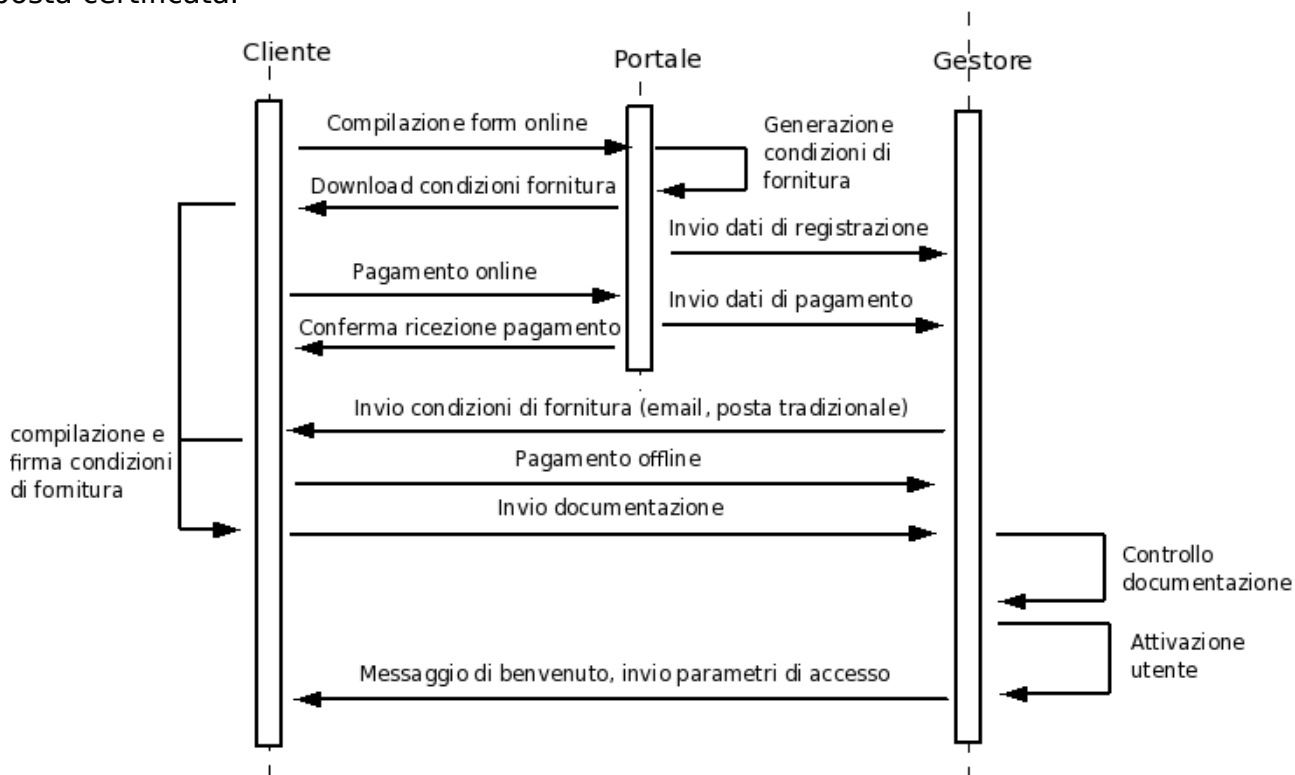 posta certificata.
Cliente
Portale
Gestore
Compilazione form online
Generazione
condizioni di
fornitura
Download condizioni fornitura
Invio dati di registrazione
Pagamento online
Invio dati di pagamento
Conferma ricezione pagamento
Invio condizioni di fornitura (email, posta tradizionale)
compilazione e
firma condizioni
di fornitura
Pagamento offline
Invio documentazione
Controllo
documentazione
Attivazione
utente
Messaggio di benvenuto, invio parametri di accesso